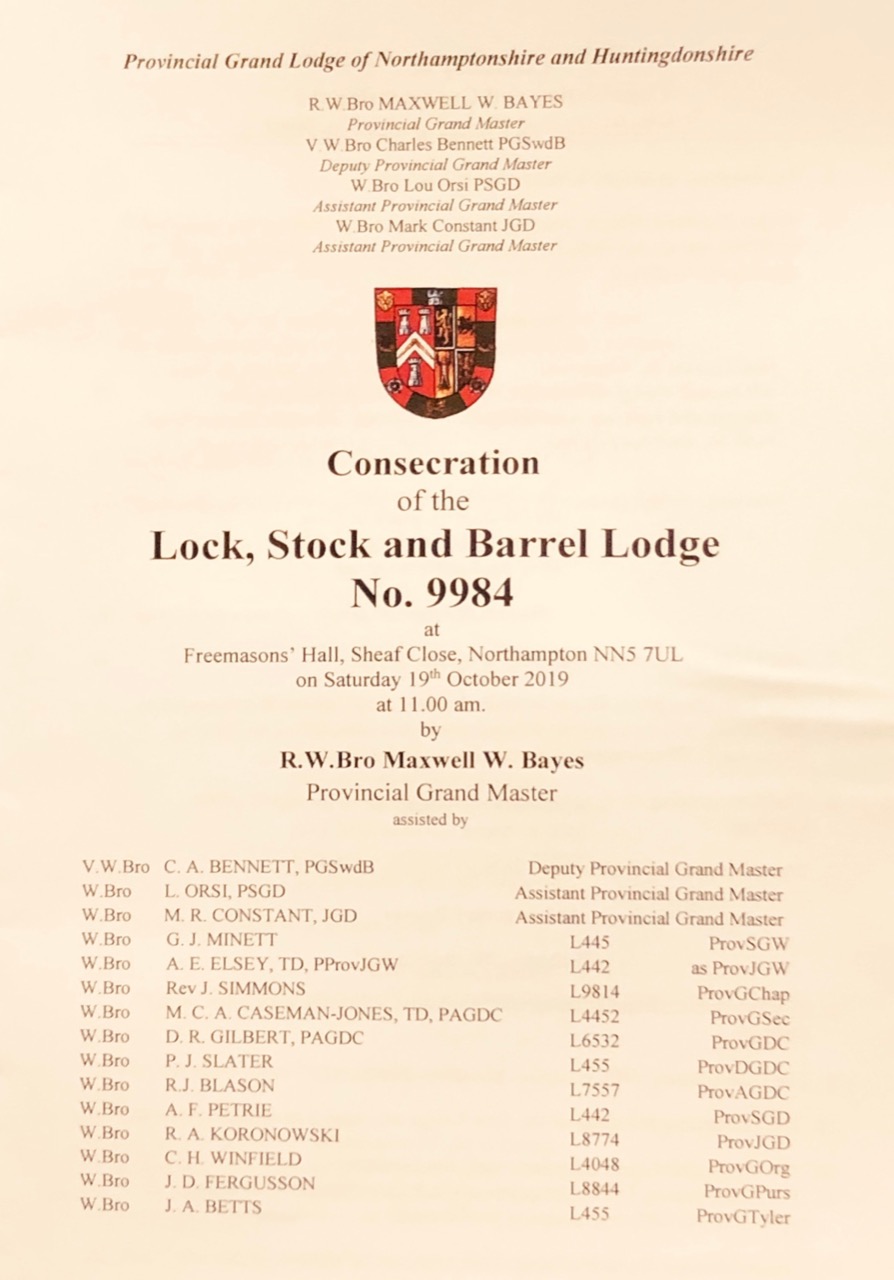 Provincial Grand Lodge of Northamptonshire and Huntingdonshire
R.W.Bro MAXWELL W. BAYES
Provincial Grand Master
V.W.Bro Charles Bennett PGSwdB
Deputy Provincial Grand Master
W.Bro Lou Orsi PSGD
Assistant Provincial Grand Master
W.Bro Mark Constant JGD
Assistant Provincial Grand Master
Consecration
of the
Lock, Stock and Barrel Lodge
No. 9984
at
Freemasons' Hall, Sheaf Close, Northampton NN5 7UL
on Saturday 19th October 2019
at 11.00 am.
by
R.W.Bro Maxwell W. Bayes
Provincial Grand Master
assisted by
V.W.Bro C. A. BENNETT, PGSwdB Deputy Provincial Grand Master
W.Bro L. ORSI, PSGD Assistant Provincial Grand Master
W.Bro M. R. CONSTANT, JGD Assistant Provincial Grand Master
W.Bro G. J. MINETT L445 ProvSGW
W.Bro A. E. ELSEY, TD, PProvJGW L442 as ProvJGW
W.Bro Rev J. SIMMONS L9814 ProvGChap
W.Bro M. C. A. CASEMAN-JONES, TD, PAGDC L4452 ProvGSec
W.Bro D. R. GILBERT, PAGDC L6532 ProvGDC
W.Bro P. J. SLATER L455 ProvDGDC
W.Bro R.J. BLASON L7557 ProvAGDC
W.Bro A. F. PETRIE L442 ProvSGD
W.Bro R. A. KORONOWSKI L8774 ProvJGD
W.Bro C. H. WINFIELD L4048 ProvGOrg
W.Bro J. D. FERGUSSON L8844 ProvGPurs
W.Bro J. A. BETTS L455 ProvGTyler